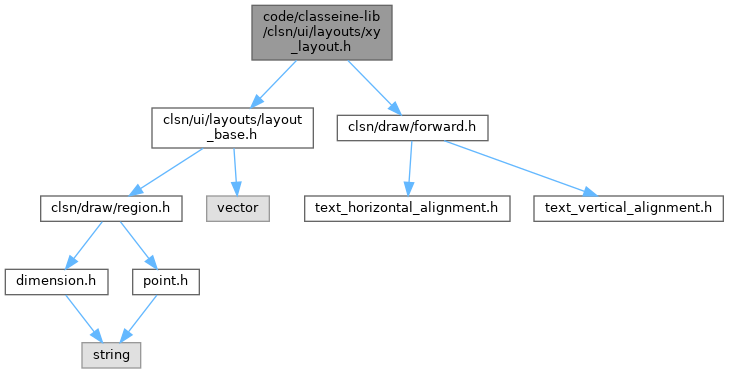 code/classeine-lib
/clsn/ui/layouts/xy
_layout.h
clsn/ui/layouts/layout
_base.h
clsn/draw/forward.h
clsn/draw/region.h
vector
text_horizontal_alignment.h
text_vertical_alignment.h
dimension.h
point.h
string